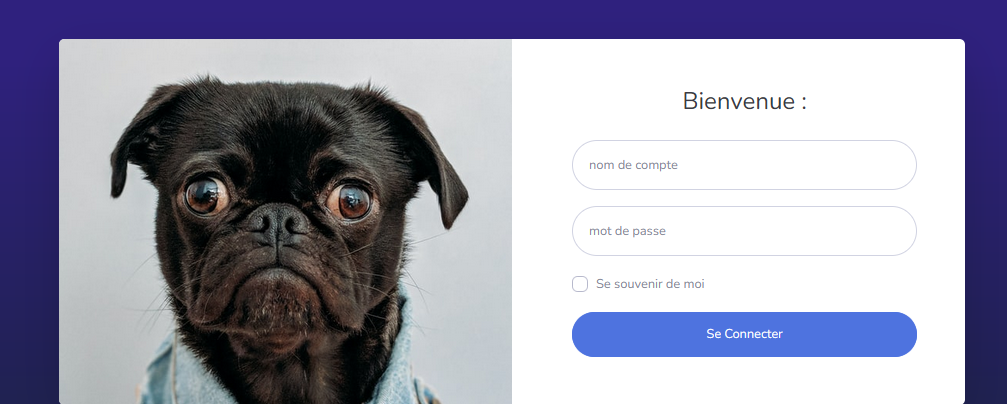 Bienvenue :
nom de compte
mot de passe
Se souvenir de moi
Se Connecter